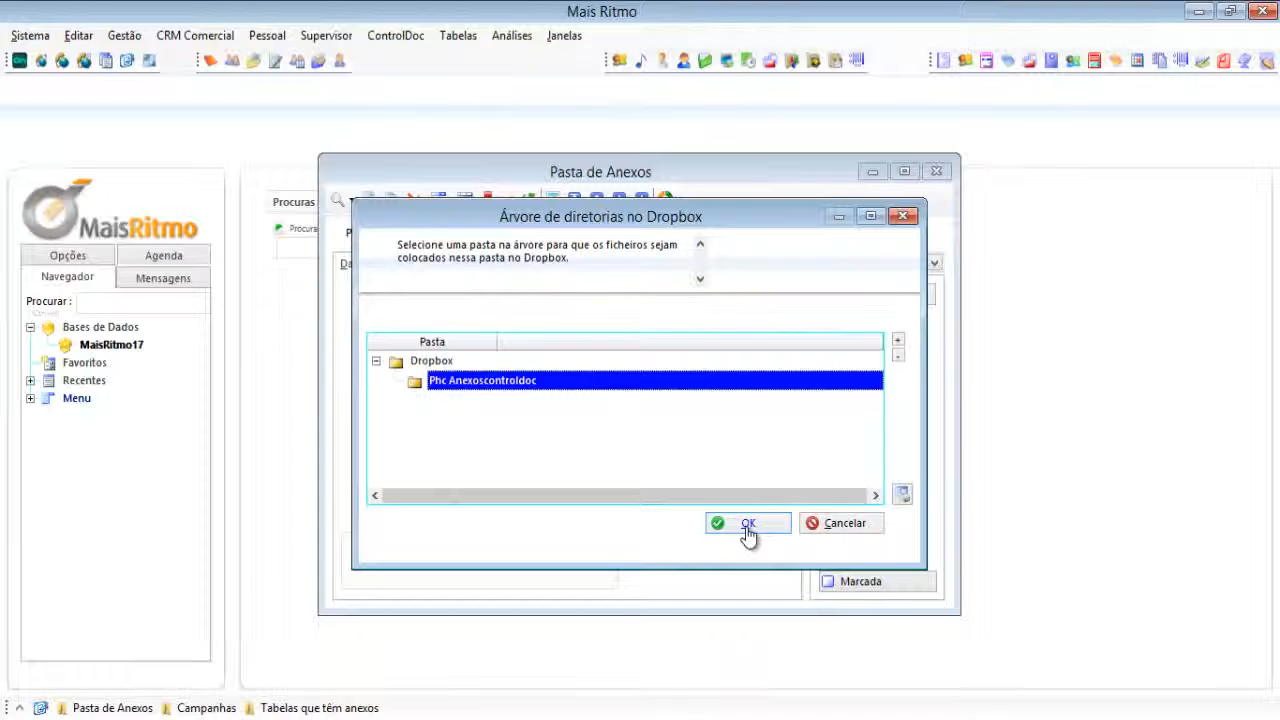 Mais Ritmo
Sistema Editar Gestão CRM Comercial Pessoal Supervisor ControlDoc Tabelas Análises Janelas
Pasta de Anexos
MaisRitmo
Procuras
Árvore de diretorias no Dropbox
Procura
Selecione uma pasta na árvore para que os ficheiros sejam
colocados nessa pasta no Dropbox.
Opções Agenda
Navegador Mensagens
Procurar :
Bases de Dados
MaisRitmo17
Favoritos
Recentes
Menu
Pasta
Dropbox
Phc Anexoscontroldoc
OK Cancelar
Marcada
Pasta de Anexos Campanhas Tabelas que têm anexos